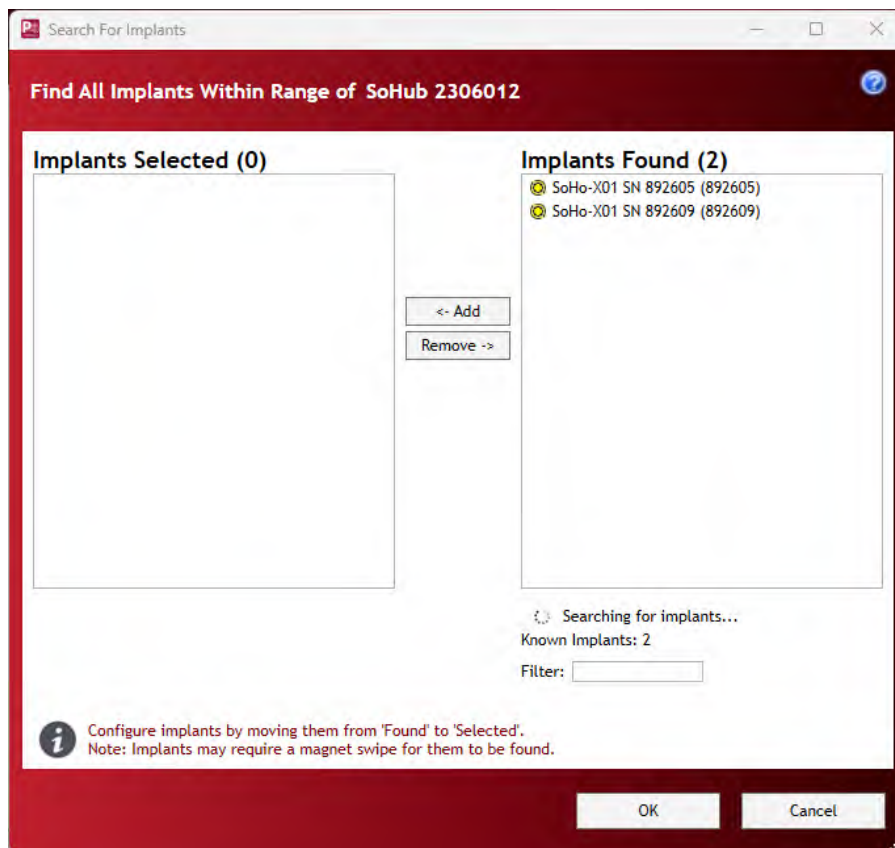 Search For Implants
Find All Implants Within Range of SoHub 2306012
Implants Selected (0)
Implants Found (2)
SoHo-X01 SN 892605 (892605)
SoHo-X01 SN 892609 (892609)
<- Add
Remove ->
Searching for implants...
Known Implants: 2
Filter:
Configure implants by moving them from 'Found' to 'Selected'.
Note: Implants may require a magnet swipe for them to be found.
OK
Cancel